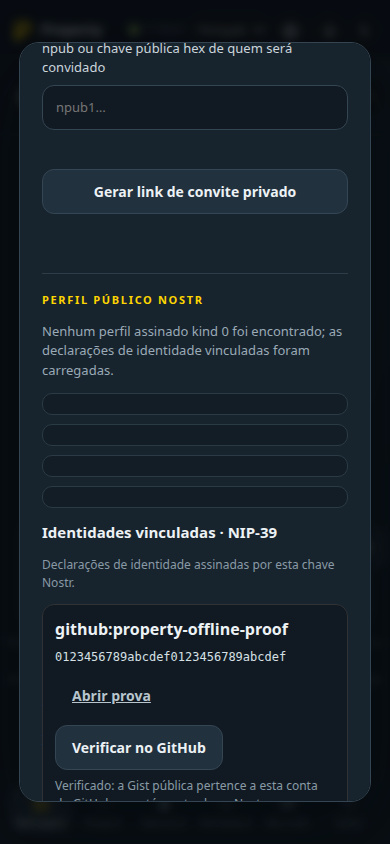 npub ou chave pública hex de quem será
convidado
npub1...
Gerar link de convite privado
PERFIL PÚBLICO NOSTR
Nenhum perfil assinado kind 0 foi encontrado; as
declarações de identidade vinculadas foram
carregadas.
Identidades vinculadas · NIP-39
Declarações de identidade assinadas por esta chave
Nostr.
github:property-offline-proof
0123456789abcdef0123456789abcdef
Abrir prova
Verificar no GitHub
Verificado: a Gist pública pertence a esta conta